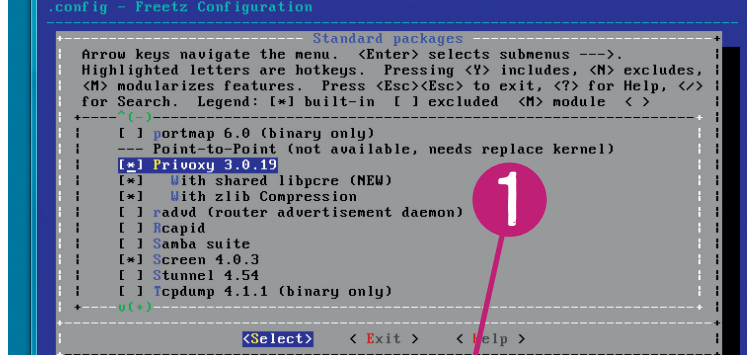 .config - Freetz Configuration
Standard packages
Arrow keys navigate the menu.  <Enter> selects submenus --->.
Highlighted letters are hotkeys.  Pressing <Y> includes, <N> excludes,
<M> modularizes features.  Press <Esc><Esc> to exit, <?> for Help, </>
for Search.  Legend: [*] built-in  [ ] excluded  <M> module  < >
^(-)
[ ] portmap 6.0 (binary only)
--- Point-to-Point (not available, needs replace kernel)
[*] Privoxy 3.0.19
[*]   With shared libpcre (NEW)
[*]   With zlib Compression
[ ] radvd (router advertisement daemon)
[ ] Rcapid
[ ] Samba suite
[*] Screen 4.0.3
[ ] Stunnel 4.54
[ ] Tcpdump 4.1.1 (binary only)
v(+)
<Select>    < Exit >    < Help >
1